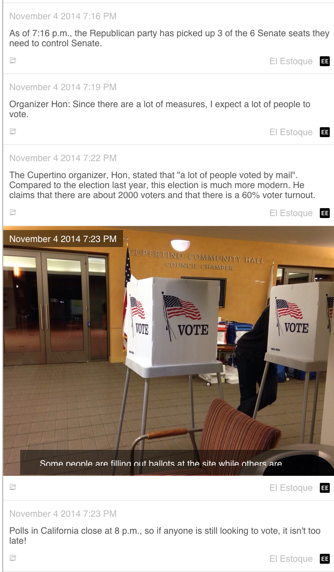 November 4 2014 7:16 PM
As of 7:16 p.m., the Republican party has picked up 3 of the 6 Senate seats they
need to control Senate.
El Estoque EE
November 4 2014 7:19 PM
Organizer Hon: Since there are a lot of measures, I expect a lot of people to
vote.
El Estoque EE
November 4 2014 7:22 PM
The Cupertino organizer, Hon, stated that "a lot of people voted by mail".
Compared to the election last year, this election is much more modern. He
claims that there are about 2000 voters and that there is a 60% voter turnout.
El Estoque EE
November 4 2014 7:23 PM
CUPERTINO COMMUNITY HALL
COUNCIL CHAMBER
VOTE VOTE VOTE
Some people are filling out ballots at the site while others are
El Estoque EE
November 4 2014 7:23 PM
Polls in California close at 8 p.m., so if anyone is still looking to vote, it isn't too
late!
El Estoque EE